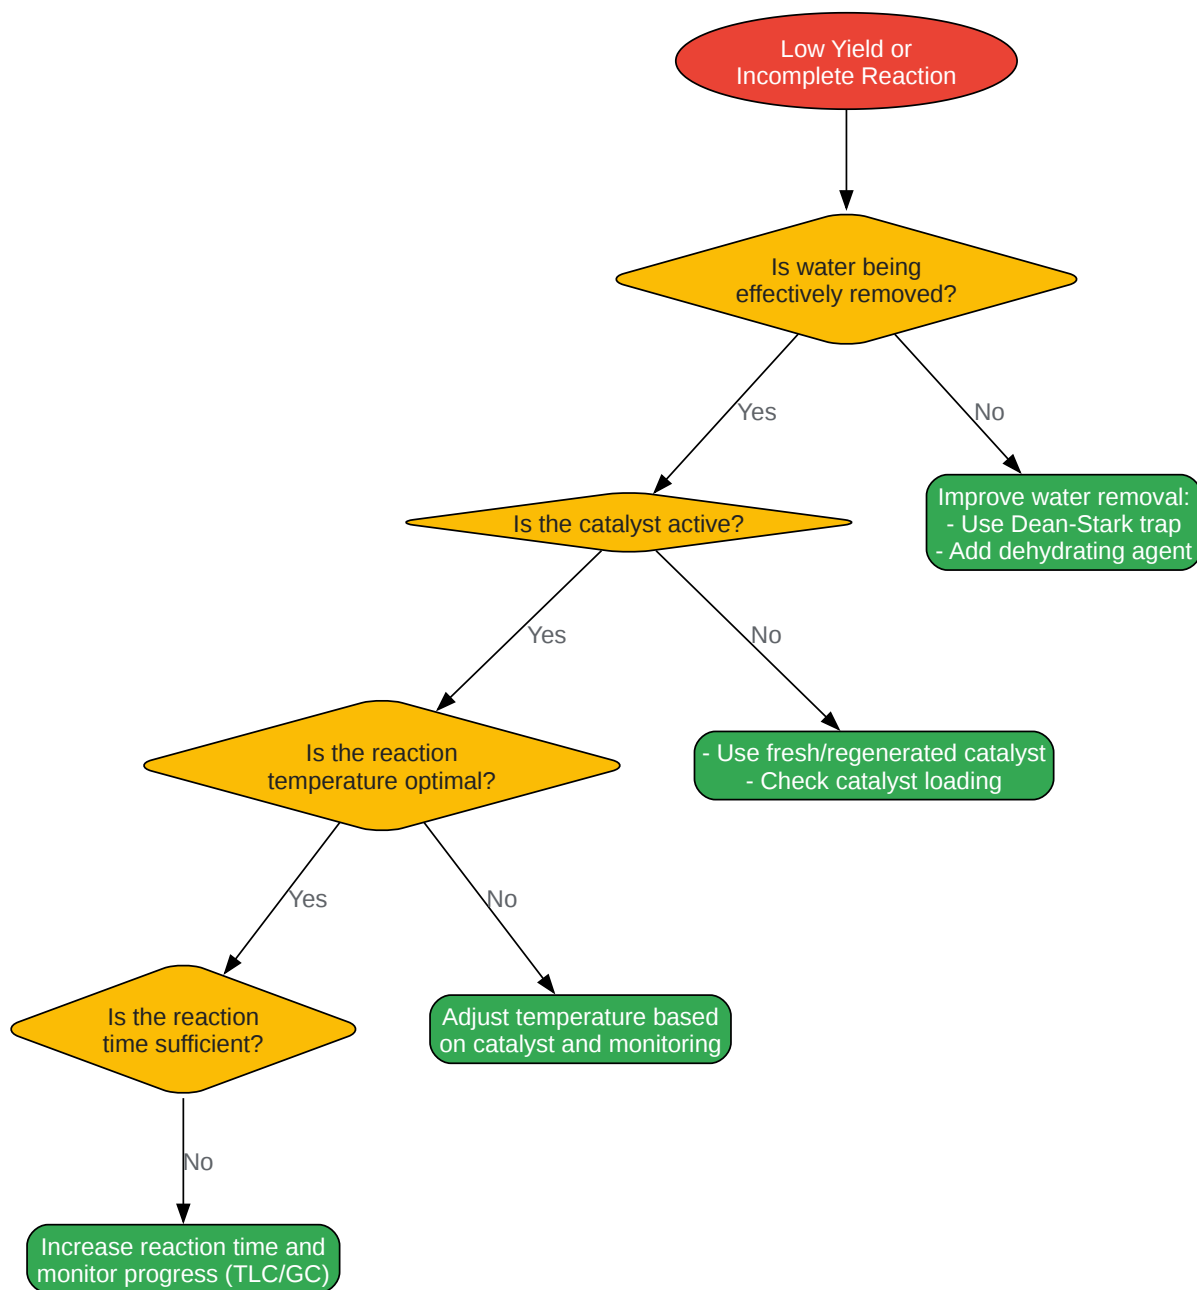 Low Yield or
Incomplete Reaction
Is water being
effectively removed?
Yes
No
Improve water removal:
- Use Dean-Stark trap
- Add dehydrating agent
Is the catalyst active?
Yes
No
- Use fresh/regenerated catalyst
- Check catalyst loading
Is the reaction
temperature optimal?
Yes
No
Adjust temperature based
on catalyst and monitoring
Is the reaction
time sufficient?
No
Increase reaction time and
monitor progress (TLC/GC)